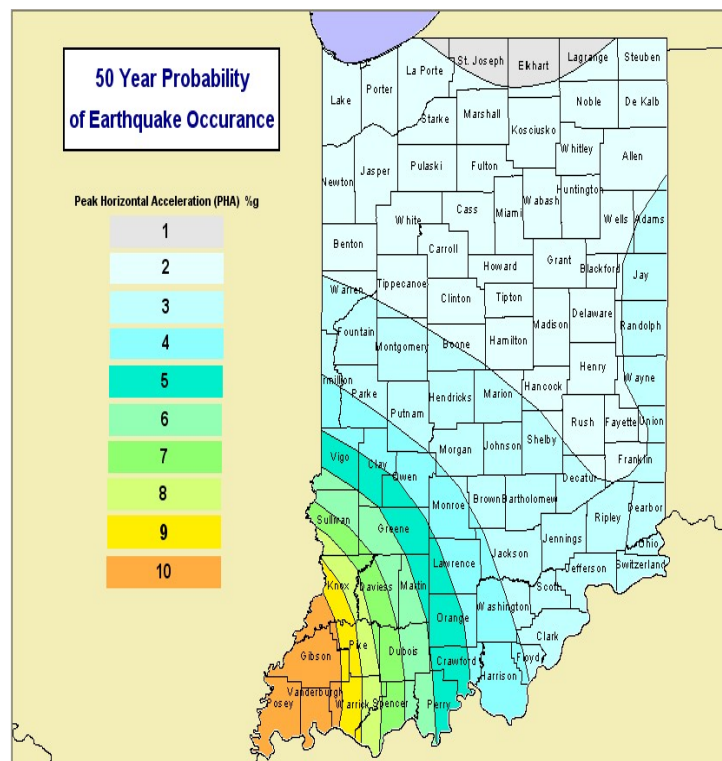 50 Year Probability
of Earthquake Occurance
Peak Horizontal Acceleration (PHA) %g
1
2
3
4
5
6
7
8
9
10
St. Joseph
Elkhart
Lagrange
Steuben
La Porte
Porter
Lake
Noble
De Kalb
Starke
Marshall
Kosciusko
Whitley
Allen
Newton
Jasper
Pulaski
Fulton
Wabash
Huntington
Miami
Cass
White
Wells
Adams
Benton
Carroll
Howard
Grant
Blackford
Jay
Warren
Tippecanoe
Clinton
Tipton
Madison
Delaware
Randolph
Fountain
Montgomery
Boone
Hamilton
Henry
Wayne
rmillion
Parke
Putnam
Hendricks
Marion
Hancock
Rush
Fayette
Union
Vigo
Clay
Owen
Morgan
Johnson
Shelby
Decatur
Franklin
Sullivan
Greene
Monroe
Brown
Bartholomew
Ripley
Dearbor
Ohio
Jennings
Jackson
Lawrence
Jefferson
Switzerland
Knox
Daviess
Martin
Orange
Washington
Scott
Clark
Floyd
Gibson
Pike
Dubois
Crawford
Harrison
Posey
Vanderburgh
Warrick
Spencer
Perry